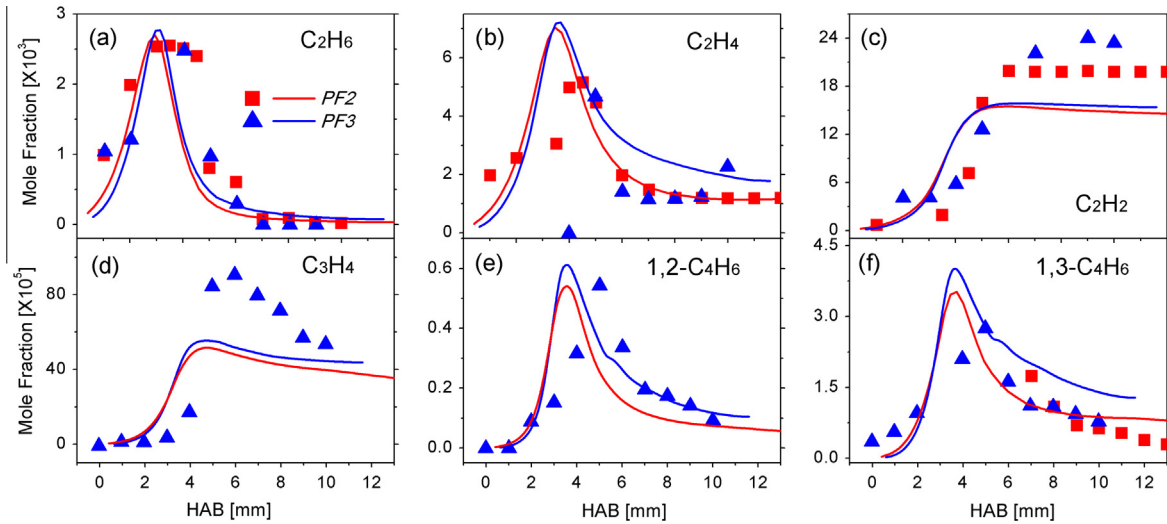 Mole Fraction [X10³]
3
2
1
0
(a)
C₂H₆
PF2
PF3
8
6
4
2
0
(b)
C₂H₄
24
18
12
6
0
(c)
C₂H₂
Mole Fraction [X10⁵]
80
40
0
(d)
C₃H₄
0.6
0.4
0.2
0.0
(e)
1,2-C₄H₆
4.5
3.0
1.5
0.0
(f)
1,3-C₄H₆
0 2 4 6 8 10 12
0 2 4 6 8 10 12
0 2 4 6 8 10 12
HAB [mm]
HAB [mm]
HAB [mm]